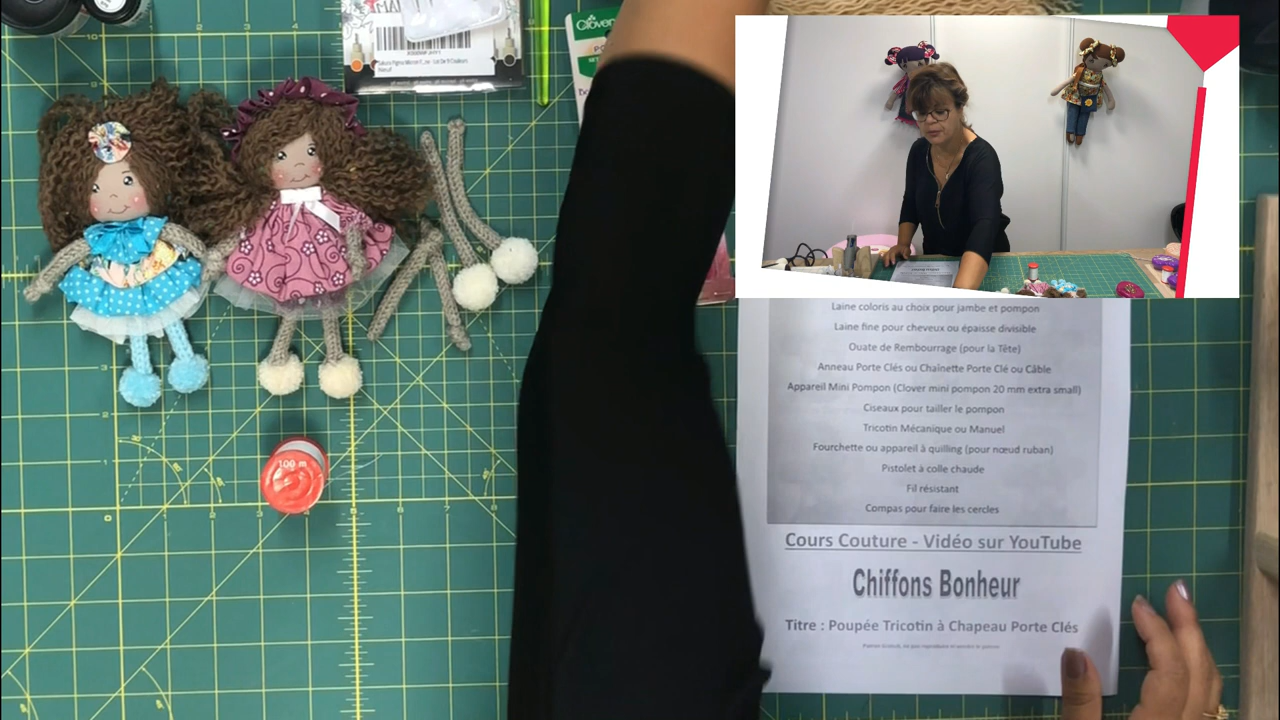 Clover
Laine coloris au choix pour jambe et pompon
Laine fine pour cheveux ou épaisse divisible
Ouate de Rembourrage (pour la Tête)
Anneau Porte Clés ou Chaînette Porte Clé ou Câble
Appareil Mini Pompon (Clover mini pompon 20 mm extra small)
Ciseaux pour tailler le pompon
Tricotin Mécanique ou Manuel
Fourchette ou appareil à quilling (pour nœud ruban)
Pistolet à colle chaude
Fil résistant
Compas pour faire les cercles
Cours Couture - Vidéo sur YouTube
Chiffons Bonheur
Titre : Poupée Tricotin à Chapeau Porte Clés
100 m